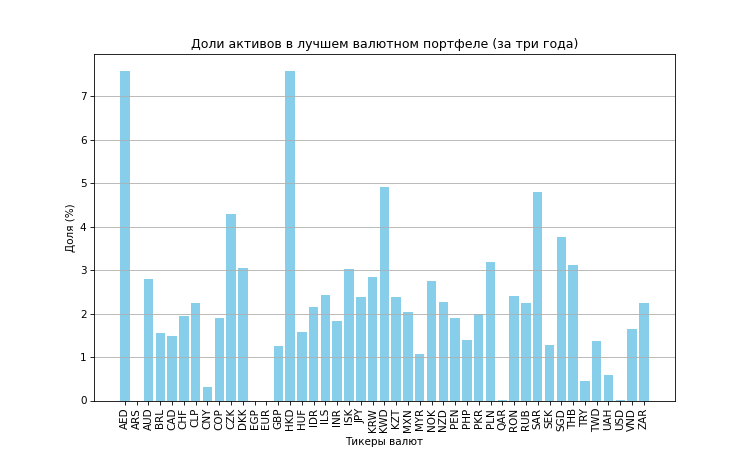 Доли активов в лучшем валютном портфеле (за три года)
Доля (%)
7
6
5
4
3
2
1
0
AED
ARS
AUD
BRL
CAD
CHF
CLP
CNY
COP
CZK
DKK
EGP
EUR
GBP
HKD
HUF
IDR
ILS
INR
ISK
JPY
KRW
KWD
KZT
MXN
MYR
NOK
NZD
PEN
PHP
PKR
PLN
QAR
RON
RUB
SAR
SEK
SGD
THB
TRY
TWD
UAH
USD
VND
ZAR
Тикеры валют